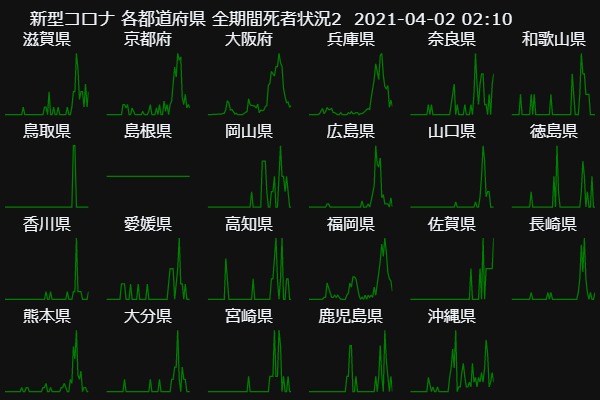 新型コロナ 各都道府県 全期間死者状況2 2021-04-02 02:10
滋賀県 京都府 大阪府 兵庫県 奈良県 和歌山県
鳥取県 島根県 岡山県 広島県 山口県 徳島県
香川県 愛媛県 高知県 福岡県 佐賀県 長崎県
熊本県 大分県 宮崎県 鹿児島県 沖縄県